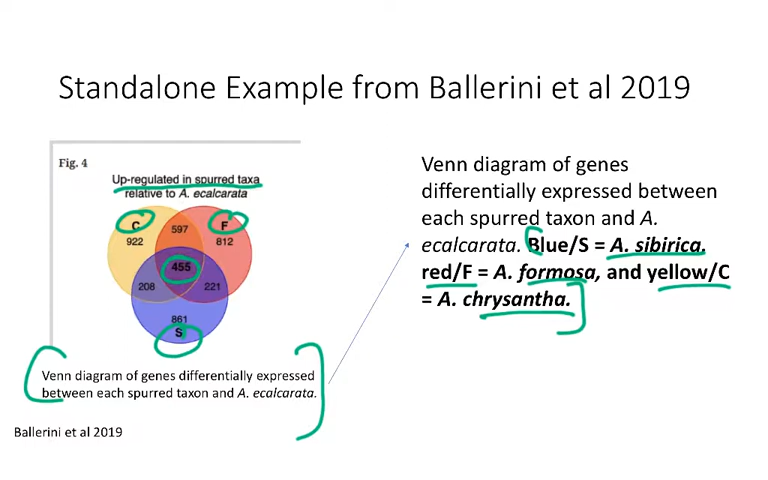 Standalone Example from Ballerini et al 2019
Fig. 4
Up-regulated in spurred taxa
relative to A. ecalcarata
C
F
597
922
812
455
208
221
861
S
Venn diagram of genes differentially expressed
between each spurred taxon and A. ecalcarata.
Ballerini et al 2019
Venn diagram of genes
differentially expressed between
each spurred taxon and A.
ecalcarata. Blue/S = A. sibirica,
red/F = A. formosa, and yellow/C
= A. chrysantha.